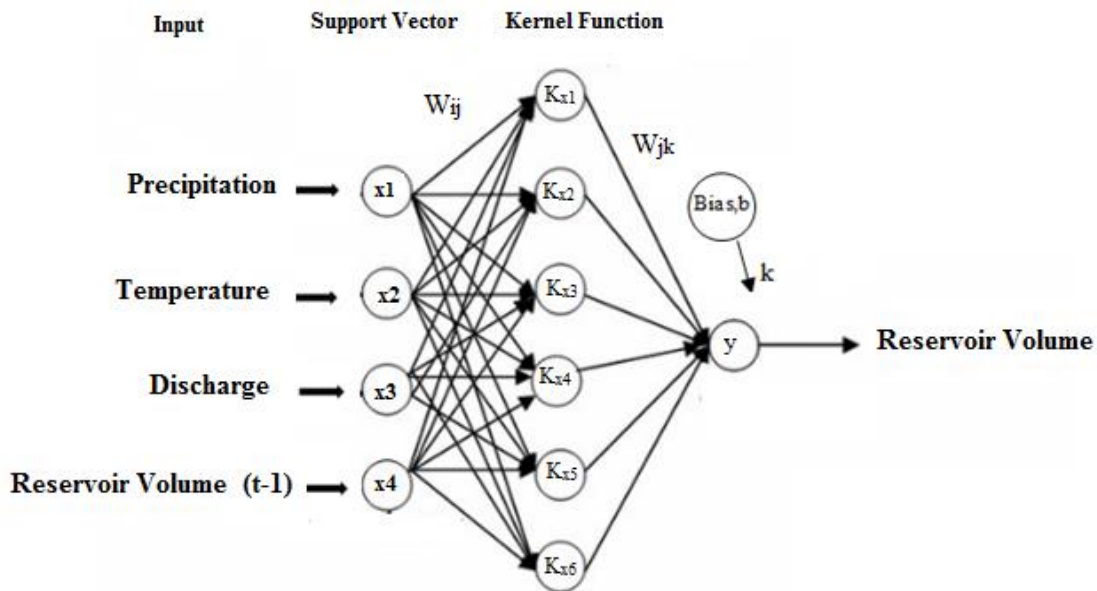 Input Support Vector Kernel Function
Kx1
Wij
Wjk
Precipitation x1 Kx2
Bias,b
k
Temperature x2 Kx3
y Reservoir Volume
Discharge x3 Kx4
Reservoir Volume (t-1) x4 Kx5
Kx6